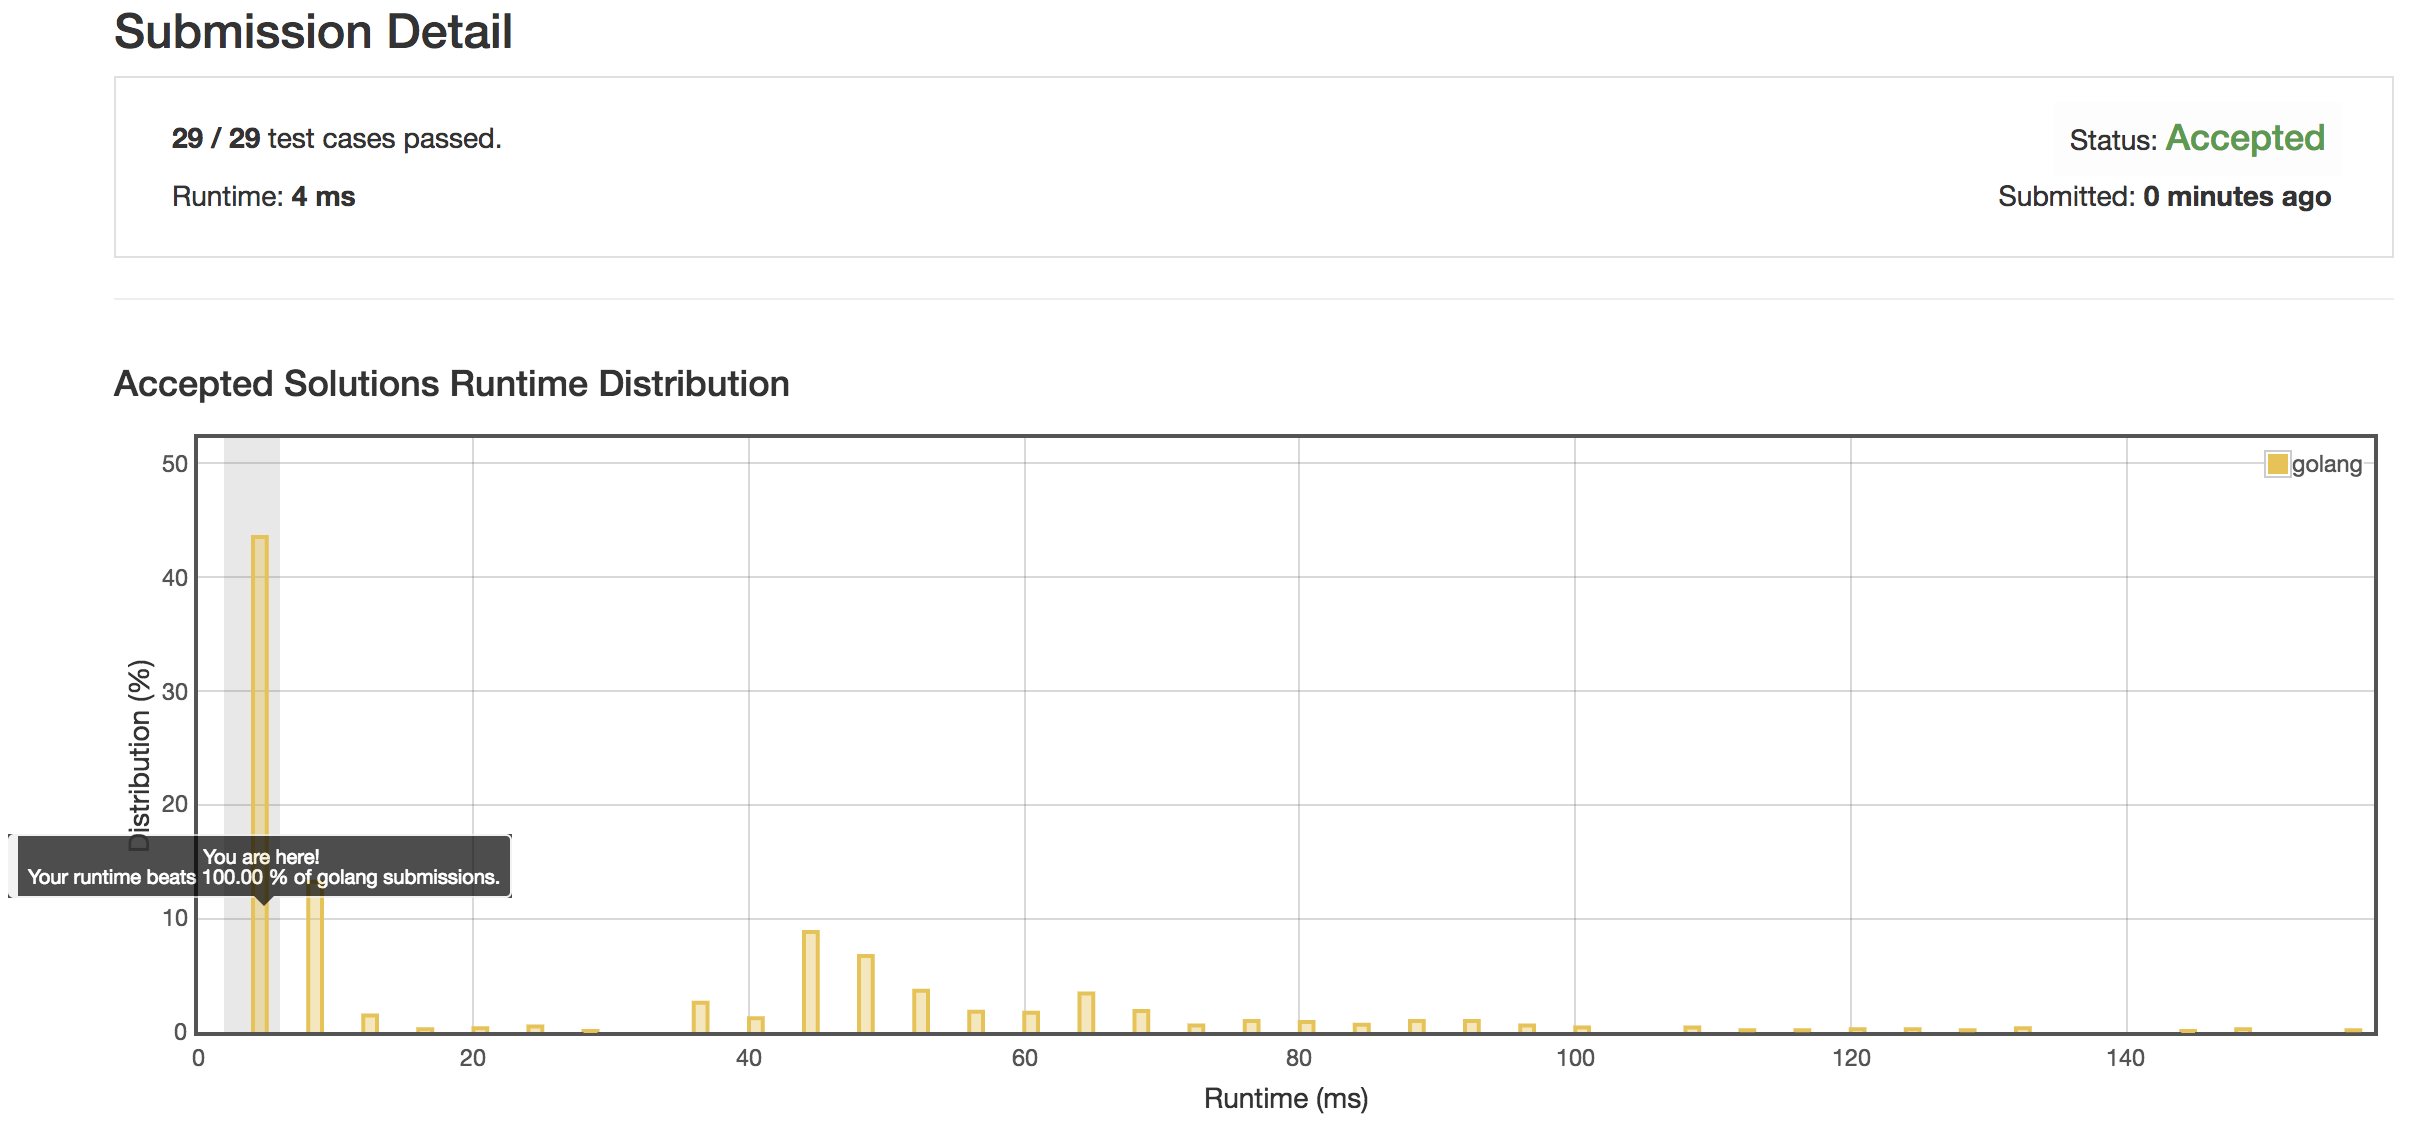 Submission Detail
29 / 29 test cases passed.
Status: Accepted
Runtime: 4 ms
Submitted: 0 minutes ago
Accepted Solutions Runtime Distribution
golang
50
40
30
20
10
0
Distribution (%)
You are here!
Your runtime beats 100.00 % of golang submissions.
0 20 40 60 80 100 120 140
Runtime (ms)